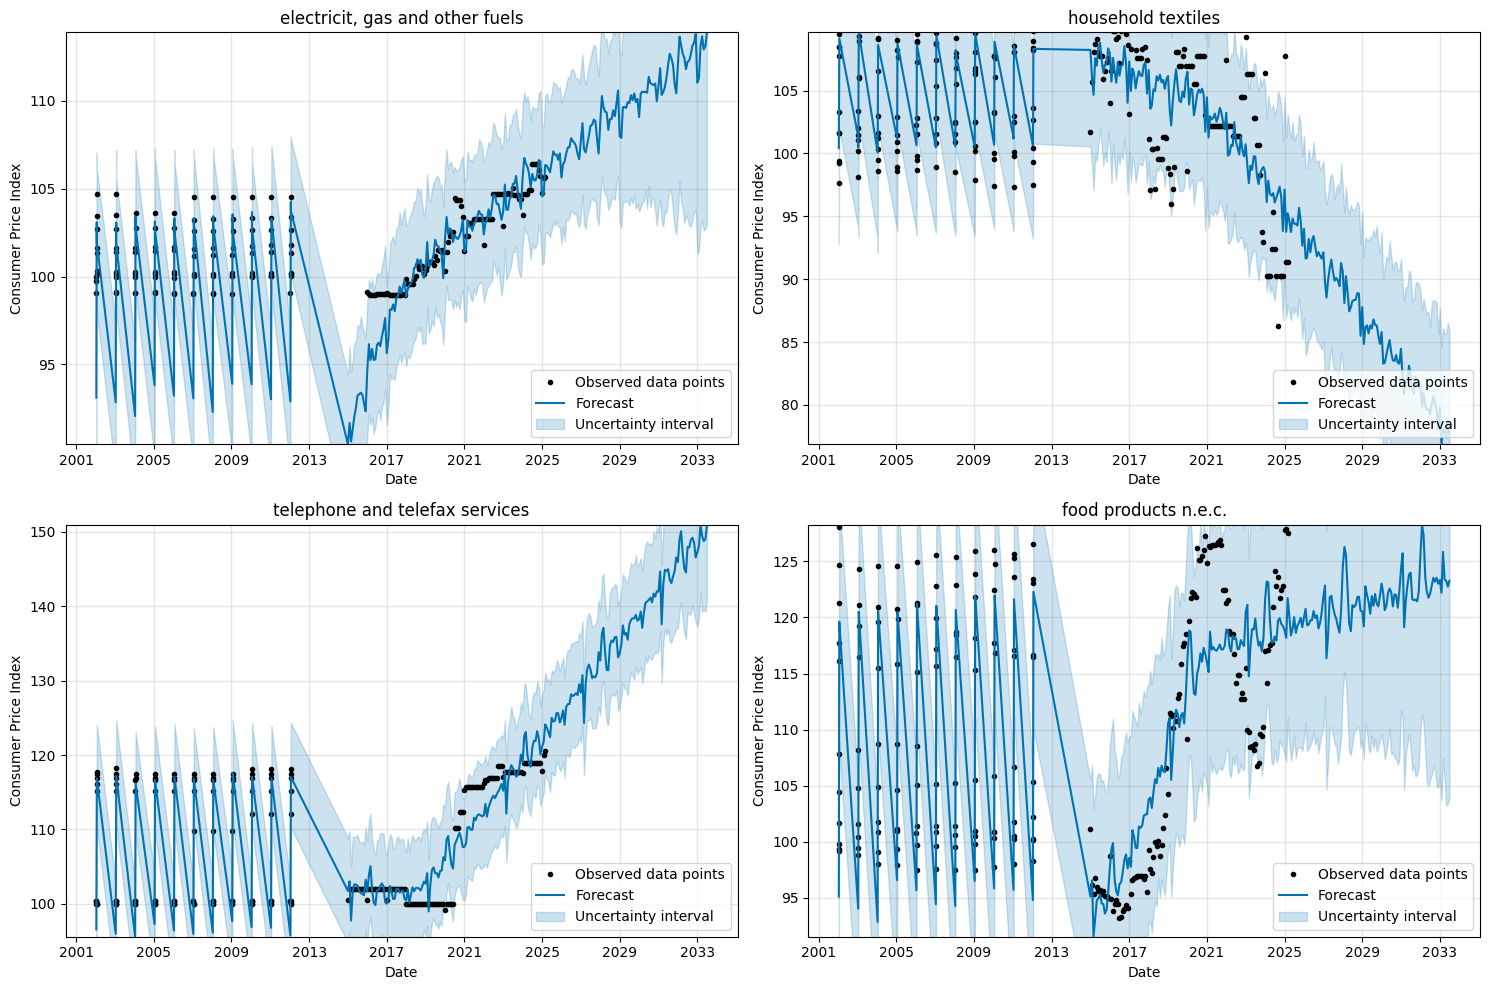 electricit, gas and other fuels
Consumer Price Index
110
105
100
95
Observed data points
Forecast
Uncertainty interval
2001 2005 2009 2013 2017 2021 2025 2029 2033
Date
household textiles
Consumer Price Index
105
100
95
90
85
80
Observed data points
Forecast
Uncertainty interval
2001 2005 2009 2013 2017 2021 2025 2029 2033
Date
telephone and telefax services
Consumer Price Index
150
140
130
120
110
100
Observed data points
Forecast
Uncertainty interval
2001 2005 2009 2013 2017 2021 2025 2029 2033
Date
food products n.e.c.
Consumer Price Index
125
120
115
110
105
100
95
Observed data points
Forecast
Uncertainty interval
2001 2005 2009 2013 2017 2021 2025 2029 2033
Date